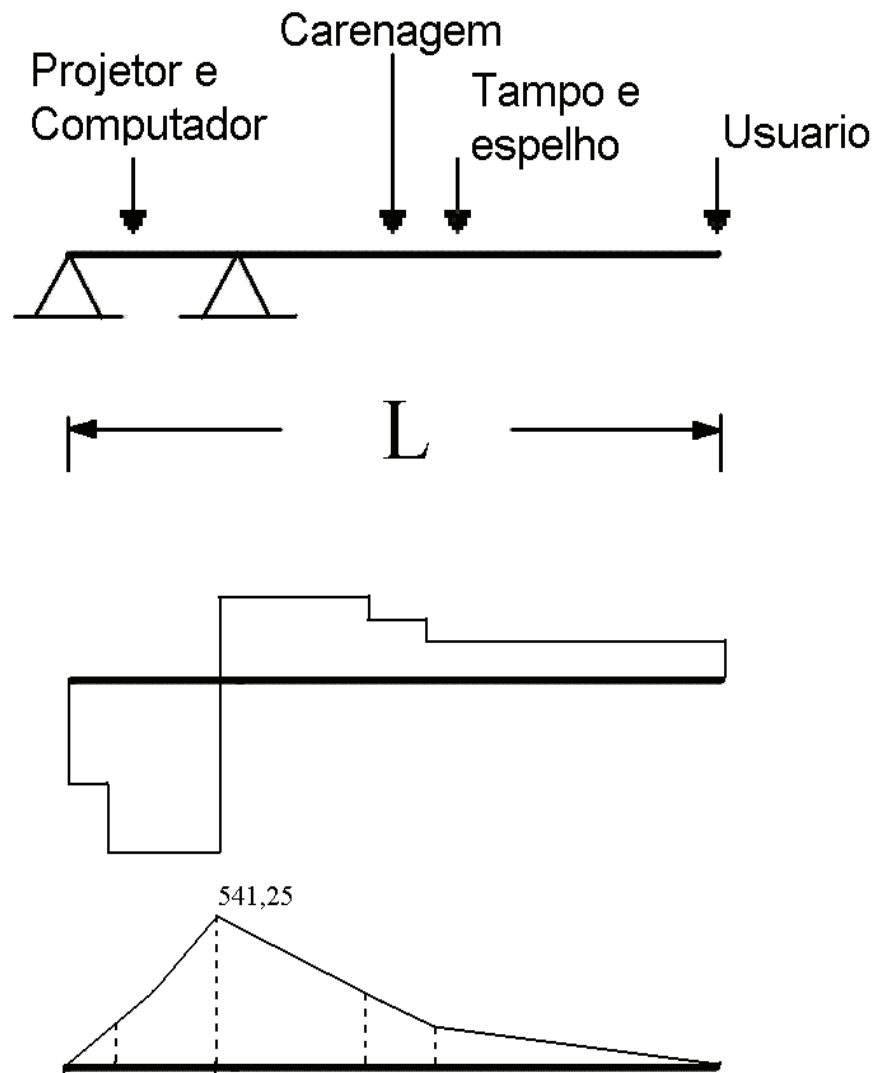 Carenagem
Projetor e
Computador
Tampo e
espelho
Usuario
L
541,25